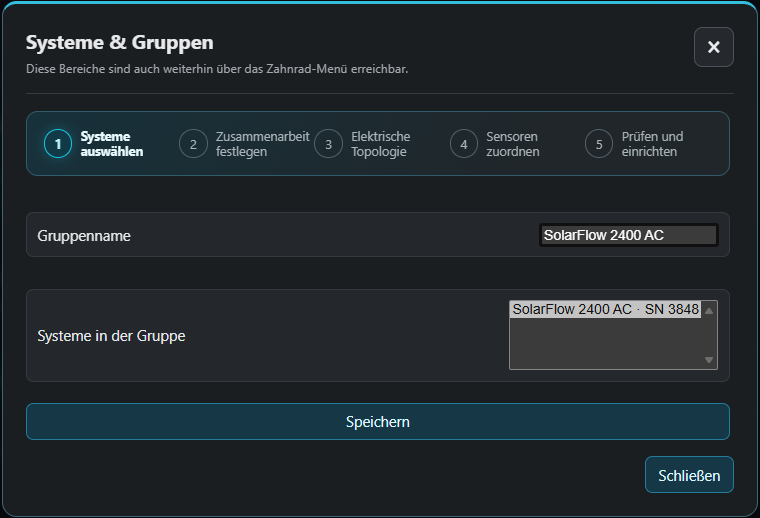 Systeme & Gruppen
Diese Bereiche sind auch weiterhin über das Zahnrad-Menü erreichbar.
✕
1 Systeme auswählen
2 Zusammenarbeit festlegen
3 Elektrische Topologie
4 Sensoren zuordnen
5 Prüfen und einrichten
Gruppenname
SolarFlow 2400 AC
SolarFlow 2400 AC · SN 3848
Systeme in der Gruppe
Speichern
Schließen